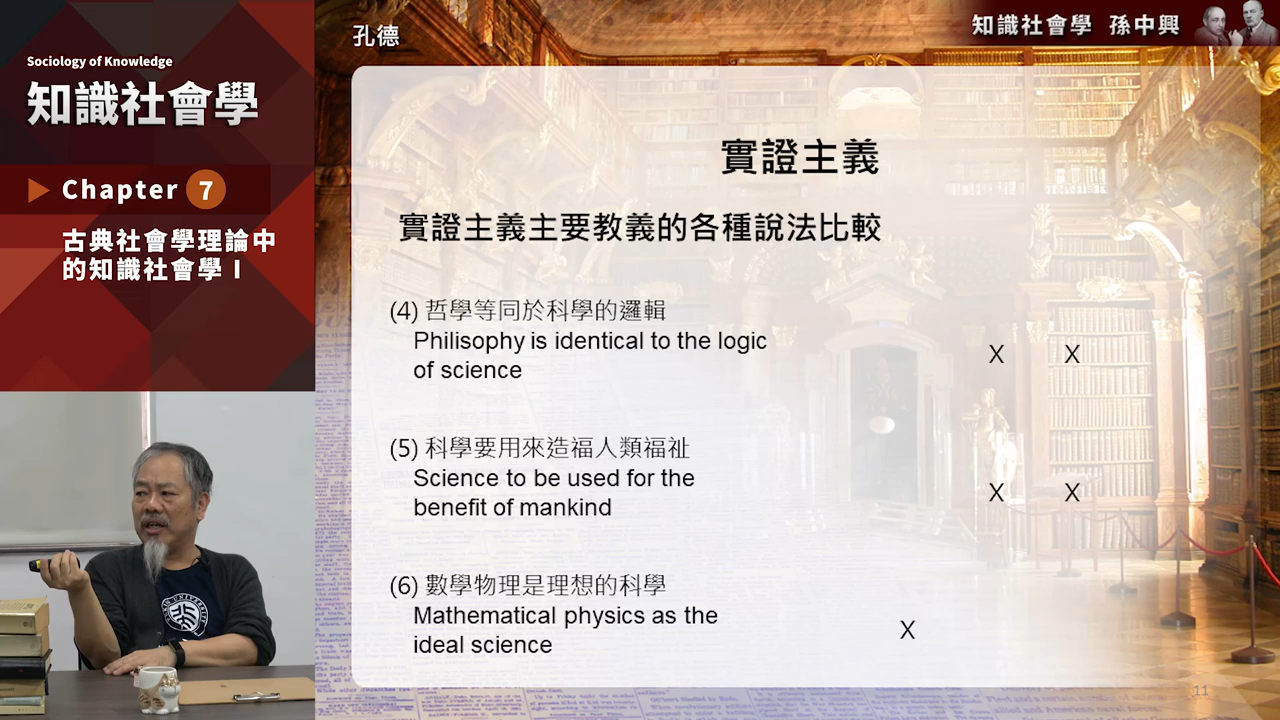 Sociology of Knowledge
知識社會學
Chapter 7
古典社會學理論中
的知識社會學 I
孔德
知識社會學 孫中興
實證主義
實證主義主要教義的各種說法比較
(4) 哲學等同於科學的邏輯
Philisophy is identical to the logic
of science
X X
(5) 科學要用來造福人類福祉
Science to be used for the
benefit of mankind
X X
(6) 數學物理是理想的科學
Mathematical physics as the
ideal science
X
11